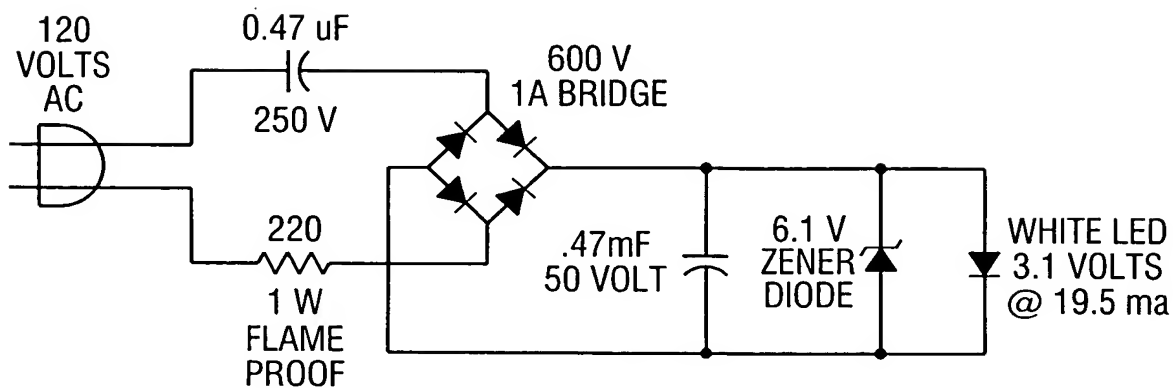 120
VOLTS
AC
0.47 uF
250 V
600 V
1A BRIDGE
220
1 W
FLAME
PROOF
.47mF
50 VOLT
6.1 V
ZENER
DIODE
WHITE LED
3.1 VOLTS
@ 19.5 ma